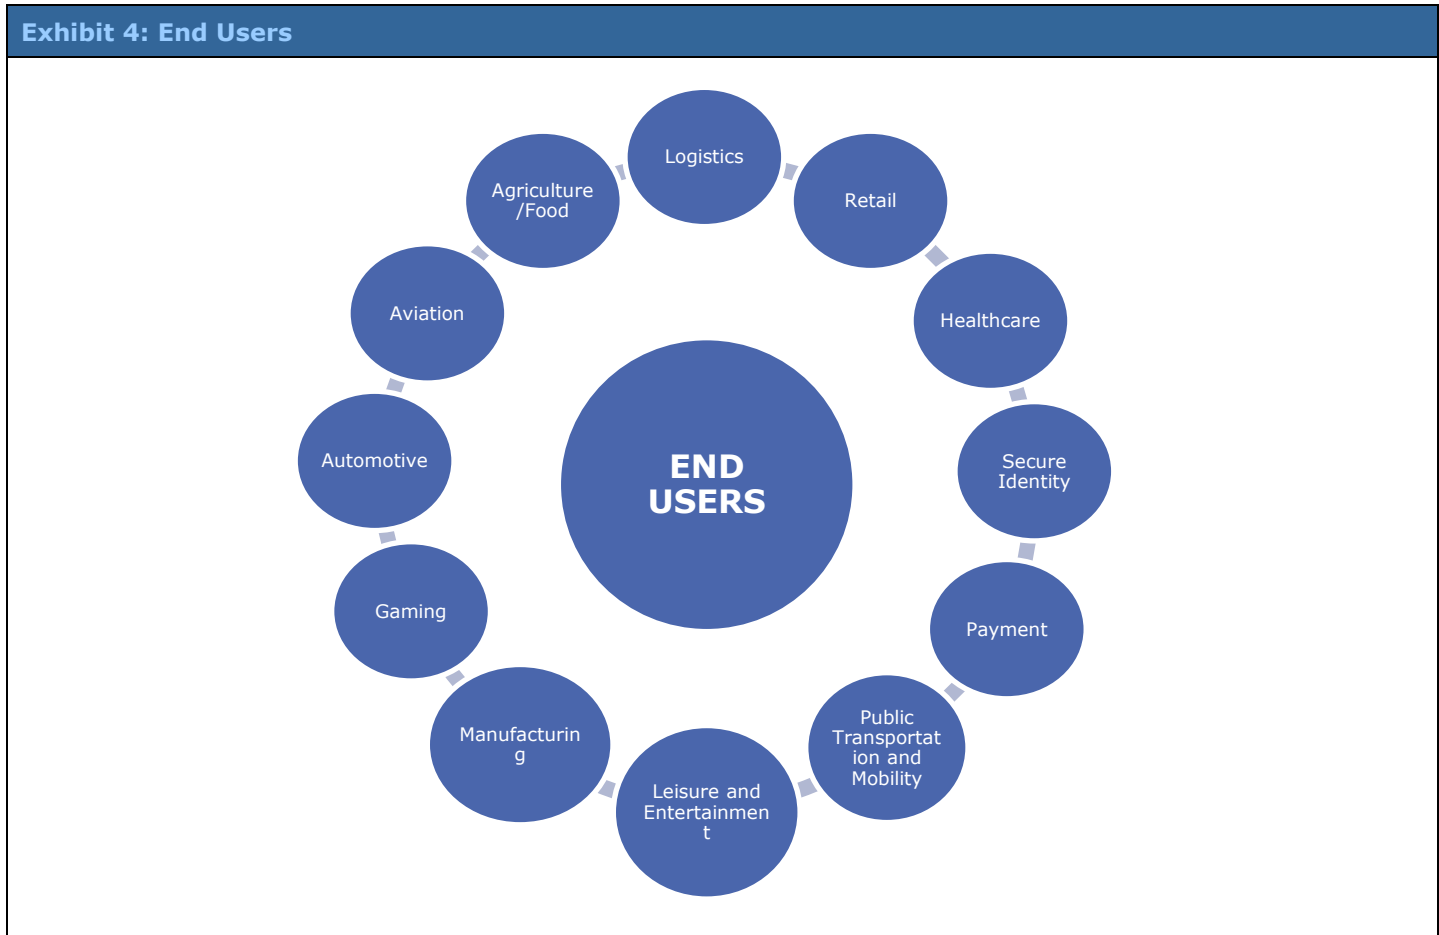 Exhibit 4: End Users
Logistics
Retail
Healthcare
Secure
Identity
Payment
Public
Transportat
ion and
Mobility
Leisure and
Entertainmen
t
Manufacturin
g
Gaming
Automotive
Aviation
Agriculture
/Food
END
USERS